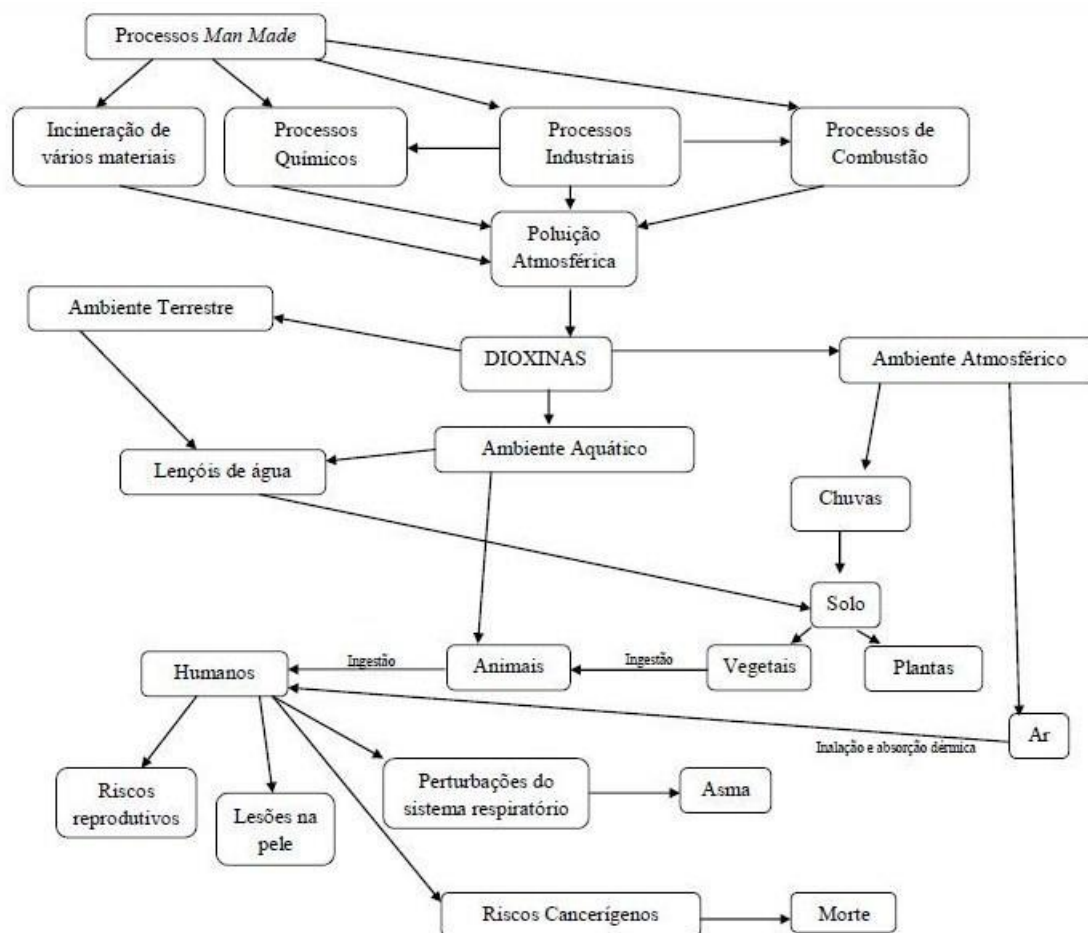 Processos Man Made
Incineração de
vários materiais
Processos
Químicos
Processos
Industriais
Processos de
Combustão
Poluição
Atmosférica
Ambiente Terrestre
DIOXINAS
Ambiente Atmosférico
Ambiente Aquático
Lençóis de água
Chuvas
Solo
Humanos
Ingestão
Animais
Ingestão
Vegetais
Plantas
Ar
Inalação e absorção dérmica
Riscos
reprodutivos
Lesões na
pele
Perturbações do
sistema respiratório
Asma
Riscos Cancerígenos
Morte